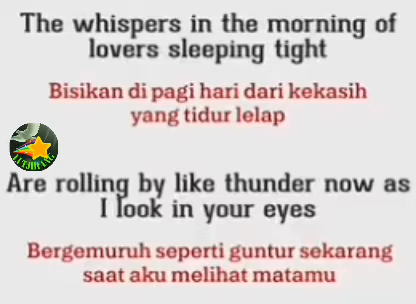 The whispers in the morning of
lovers sleeping tight
Bisikan di pagi hari dari kekasih
yang tidur lelap
Are rolling by like thunder now as
I look in your eyes
Bergemuruh seperti guntur sekarang
saat aku melihat matamu